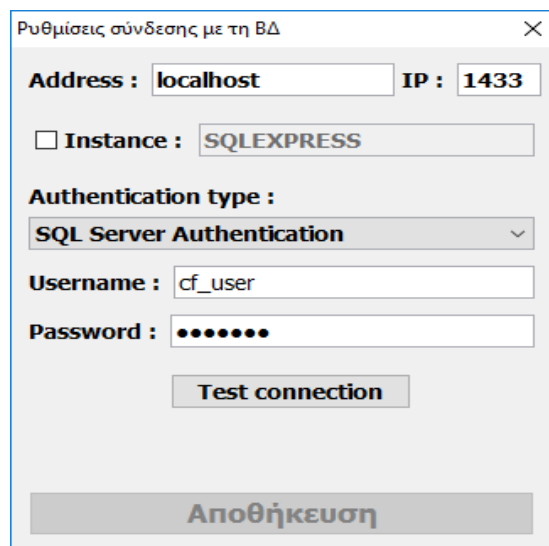 Ρυθμίσεις σύνδεσης με τη ΒΔ
Address : localhost IP : 1433
Instance : SQLEXPRESS
Authentication type :
SQL Server Authentication
Username : cf_user
Password : •••••••
Test connection
Αποθήκευση